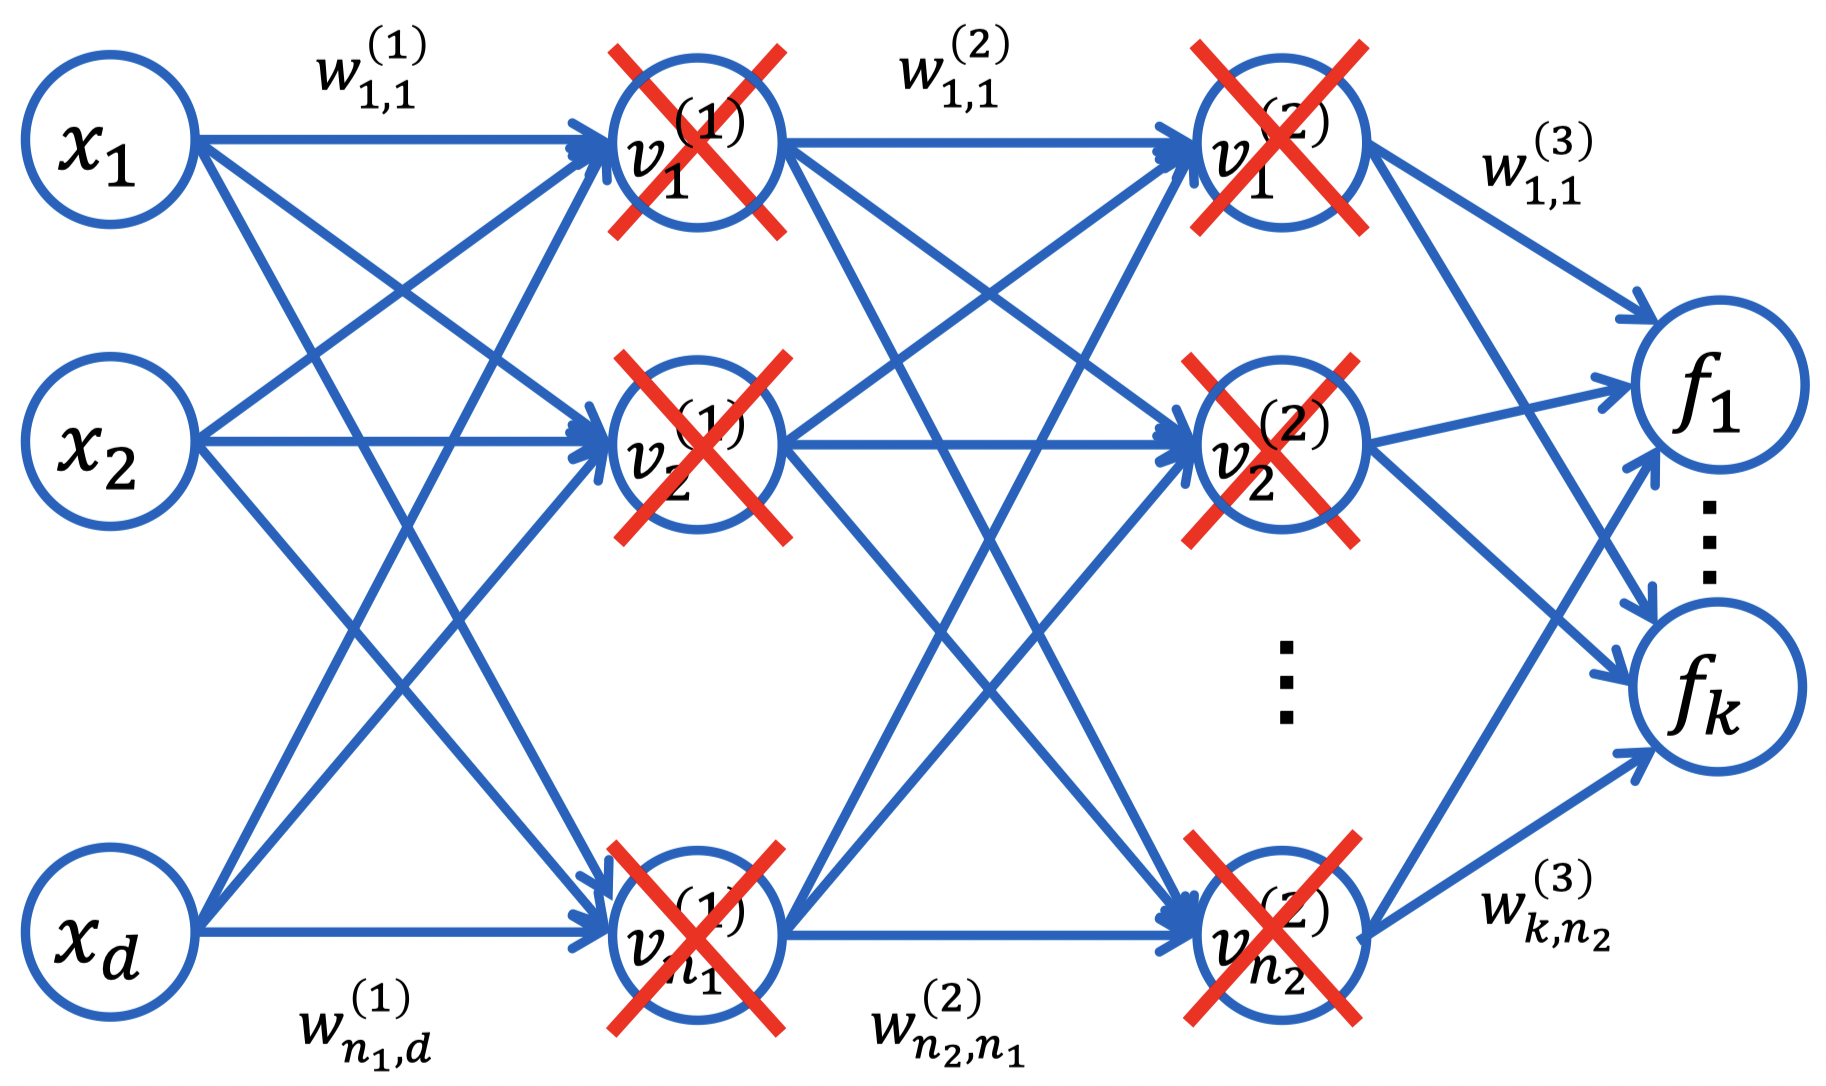 x_1
w_{1,1}^{(1)}
v_1^{(1)}
w_{1,1}^{(2)}
v_1^{(2)}
w_{1,1}^{(3)}
x_2
v_2^{(1)}
v_2^{(2)}
f_1
⋮
⋮
f_k
x_d
w_{n_1,d}^{(1)}
v_{n_1}^{(1)}
w_{n_2,n_1}^{(2)}
v_{n_2}^{(2)}
w_{k,n_2}^{(3)}